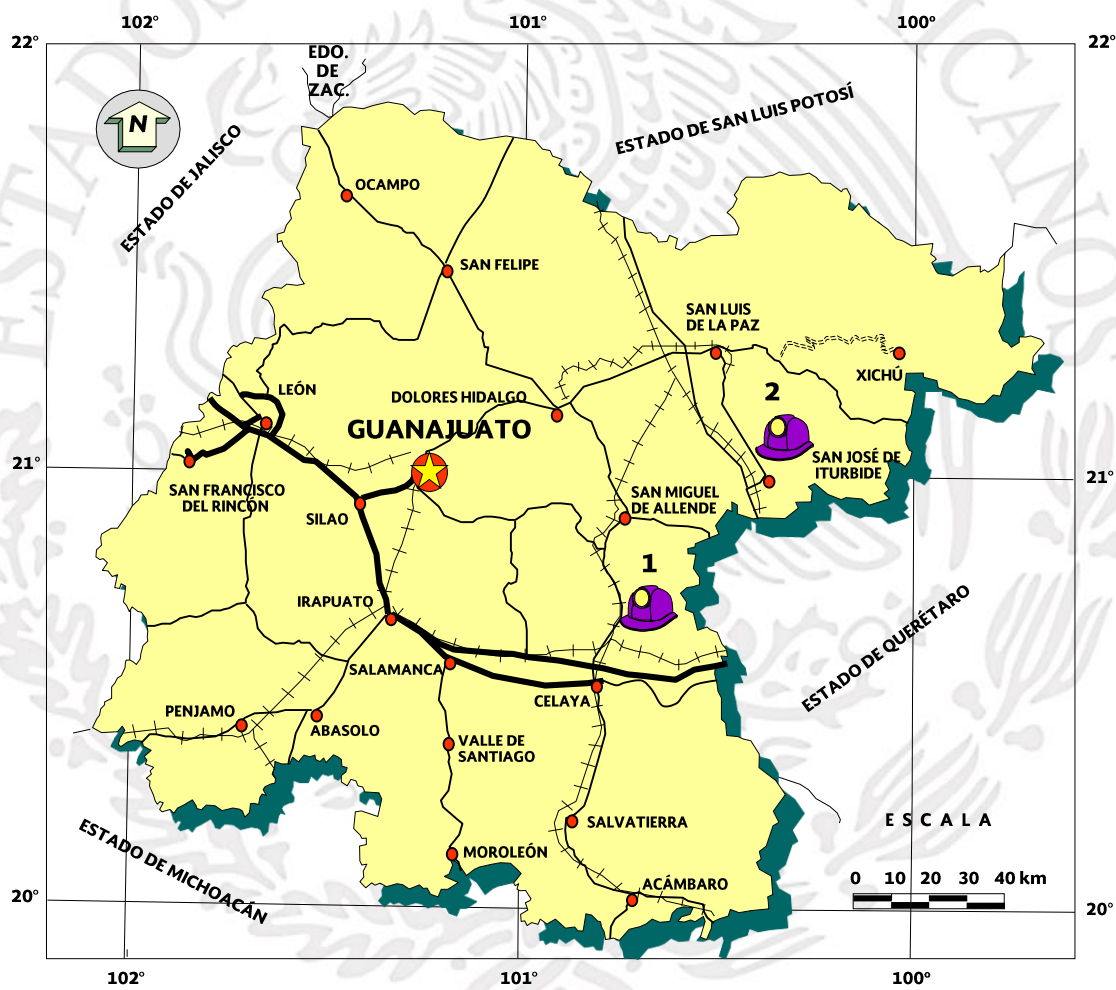 102°
101°
100°
22°
22°
EDO.
DE
ZAC.
N
ESTADO DE JALISCO
ESTADO DE SAN LUIS POTOSÍ
OCAMPO
SAN FELIPE
SAN LUIS
DE LA PAZ
XICHÚ
LEÓN
DOLORES HIDALGO
2
GUANAJUATO
21°
21°
SAN JOSÉ DE
ITURBIDE
SAN FRANCISCO
DEL RINCÓN
SILAO
SAN MIGUEL
DE ALLENDE
1
IRAPUATO
SALAMANCA
CELAYA
ESTADO DE QUERÉTARO
PENJAMO
ABASOLO
VALLE DE
SANTIAGO
SALVATIERRA
MOROLEÓN
ACÁMBARO
ESTADO DE MICHOACÁN
ESCALA
0 10 20 30 40 km
20°
20°
102°
101°
100°
ESTADOS
MEXICANOS